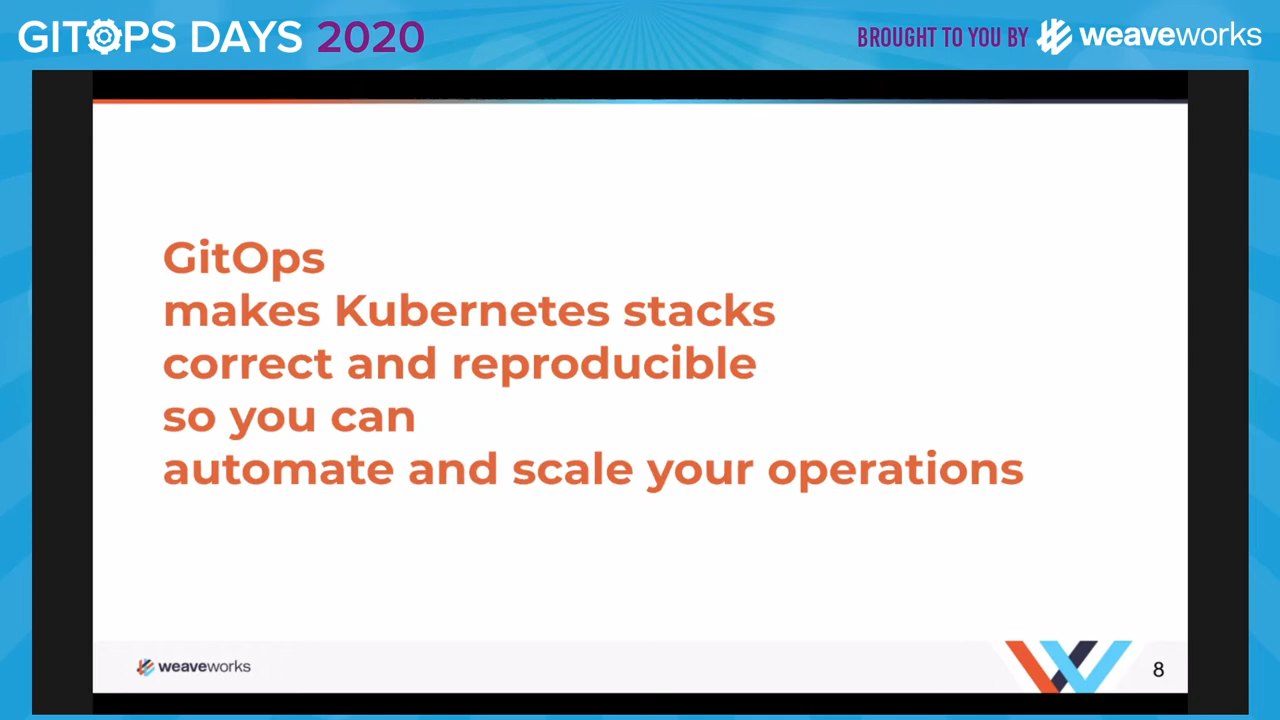 GITOPS DAYS 2020
BROUGHT TO YOU BY weaveworks
GitOps
makes Kubernetes stacks
correct and reproducible
so you can
automate and scale your operations
weaveworks
8